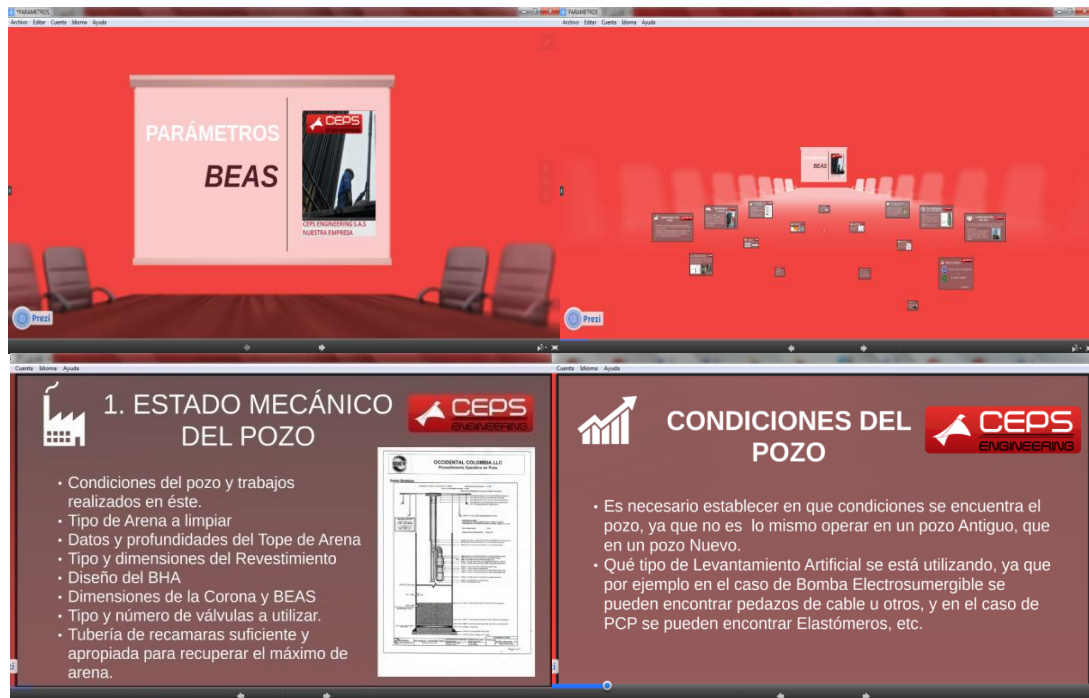 *PARAMETROS
Archivo Editar Cuenta Idioma Ayuda
PARÁMETROS
BEAS
CEPS
ENGINEERING
CEPS ENGINEERING S.A.S
NUESTRA EMPRESA
Prezi
PARAMETROS
Archivo Editar Cuenta Idioma Ayuda
BEAS
Prezi
Cuenta Idioma Ayuda
1. ESTADO MECÁNICO
DEL POZO
CEPS
ENGINEERING
• Condiciones del pozo y trabajos
realizados en éste.
• Tipo de Arena a limpiar
• Datos y profundidades del Tope de Arena
• Tipo y dimensiones del Revestimiento
• Diseño del BHA
• Dimensiones de la Corona y BEAS
• Tipo y número de válvulas a utilizar.
• Tubería de recamaras suficiente y
apropiada para recuperar el máximo de
arena.
OCCIDENTAL COLOMBIA LLC
Cuenta Idioma Ayuda
CONDICIONES DEL
POZO
CEPS
ENGINEERING
• Es necesario establecer en que condiciones se encuentra el
pozo, ya que no es lo mismo operar en un pozo Antiguo, que
en un pozo Nuevo.
• Qué tipo de Levantamiento Artificial se está utilizando, ya que
por ejemplo en el caso de Bomba Electrosumergible se
pueden encontrar pedazos de cable u otros, y en el caso de
PCP se pueden encontrar Elastómeros, etc.